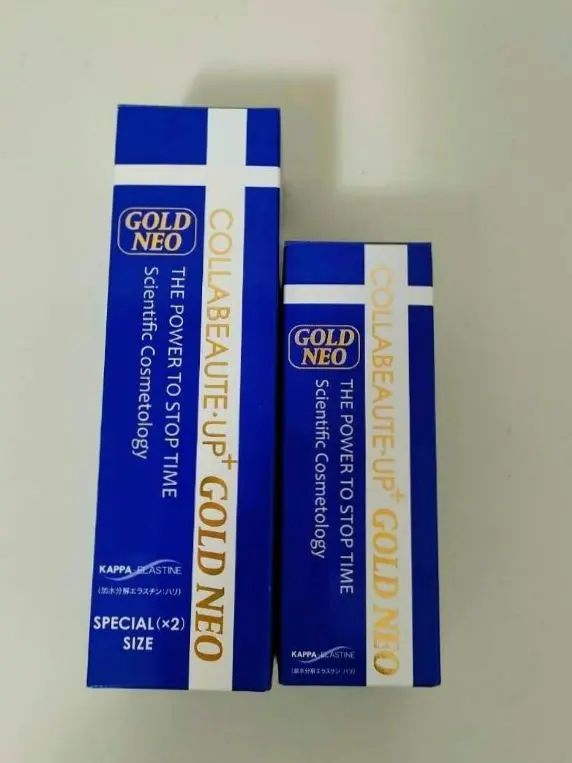 GOLD
NEO
COLLABEAUTE・UP+ GOLD NEO
THE POWER TO STOP TIME
Scientific Cosmetology
KAPPA ELASTINE
(加水分解エラスチン:ハリ)
SPECIAL(×2)
SIZE
GOLD
NEO
COLLABEAUTE・UP+ GOLD NEO
THE POWER TO STOP TIME
Scientific Cosmetology
KAPPA ELASTINE
(加水分解エラスチン:ハリ)